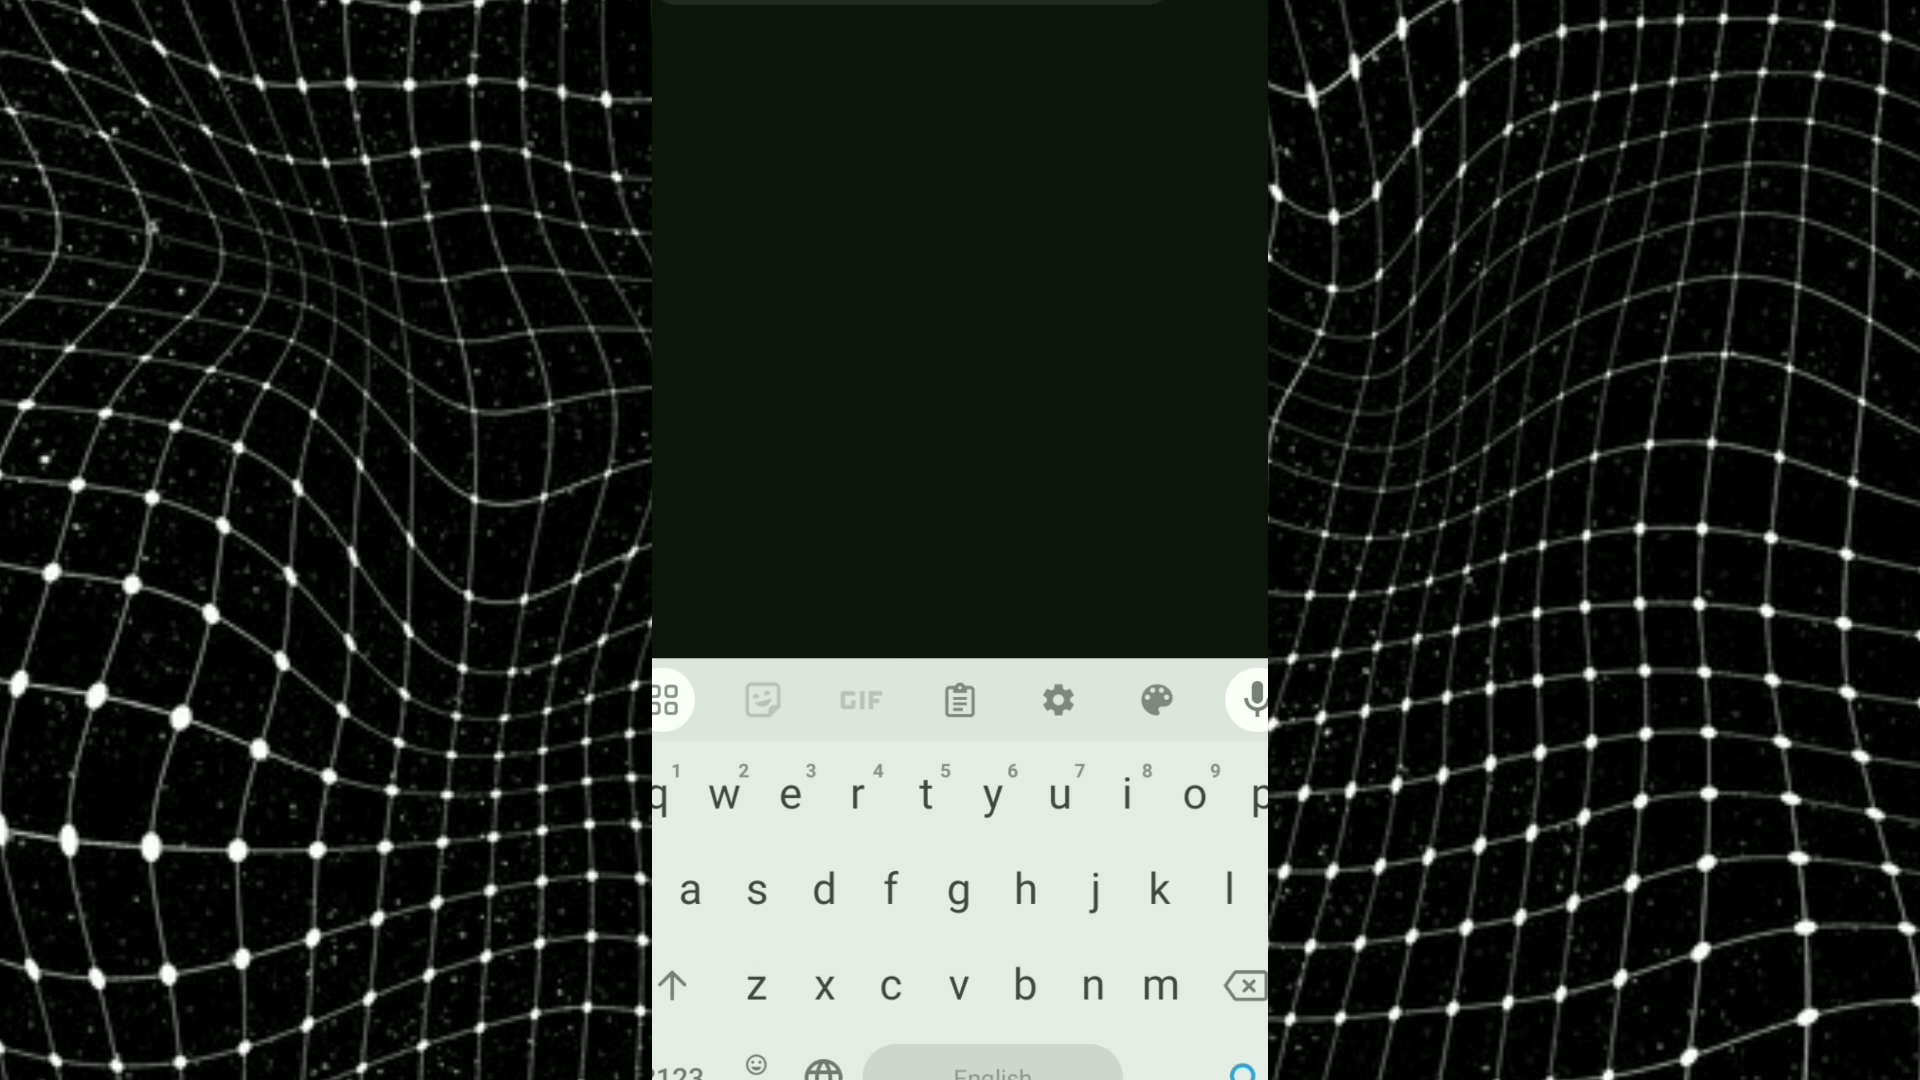 GIF
q 1 w 2 e 3 r 4 t 5 y 6 u 7 i 8 o 9 p
a s d f g h j k l
z x c v b n m
?123 English